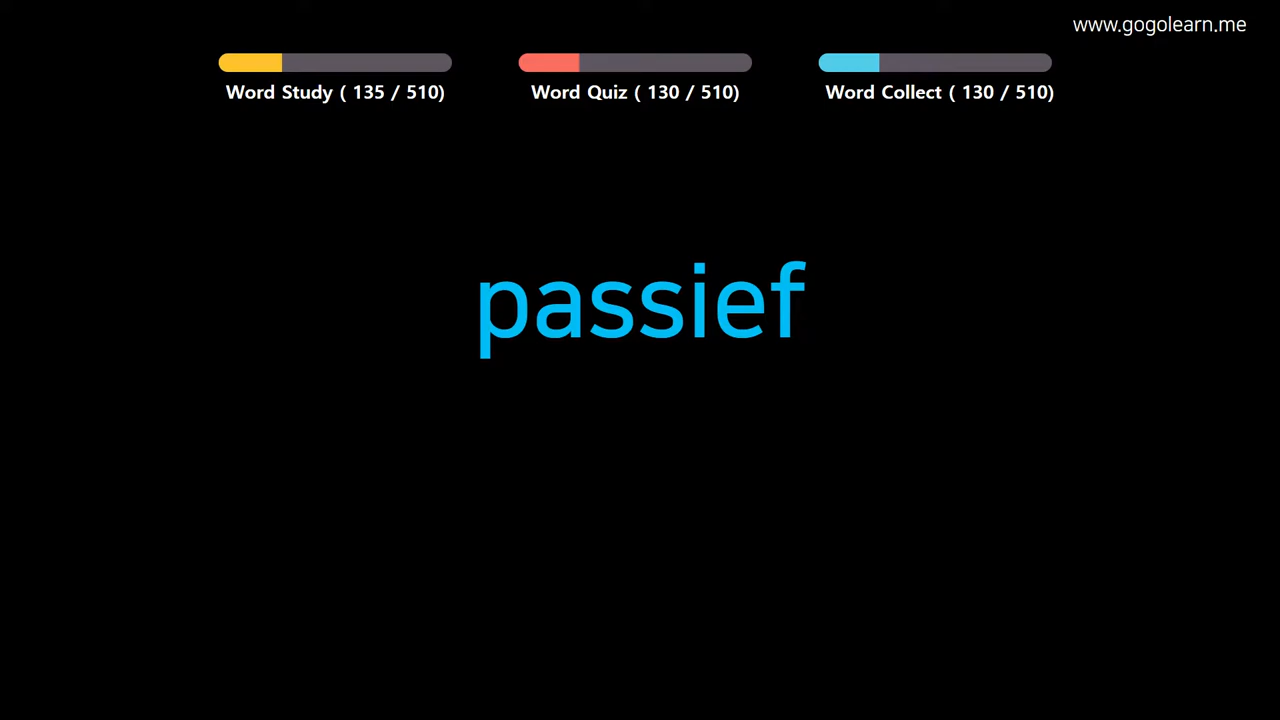 www.gogolearn.me
Word Study ( 135 / 510)
Word Quiz ( 130 / 510)
Word Collect ( 130 / 510)
passief